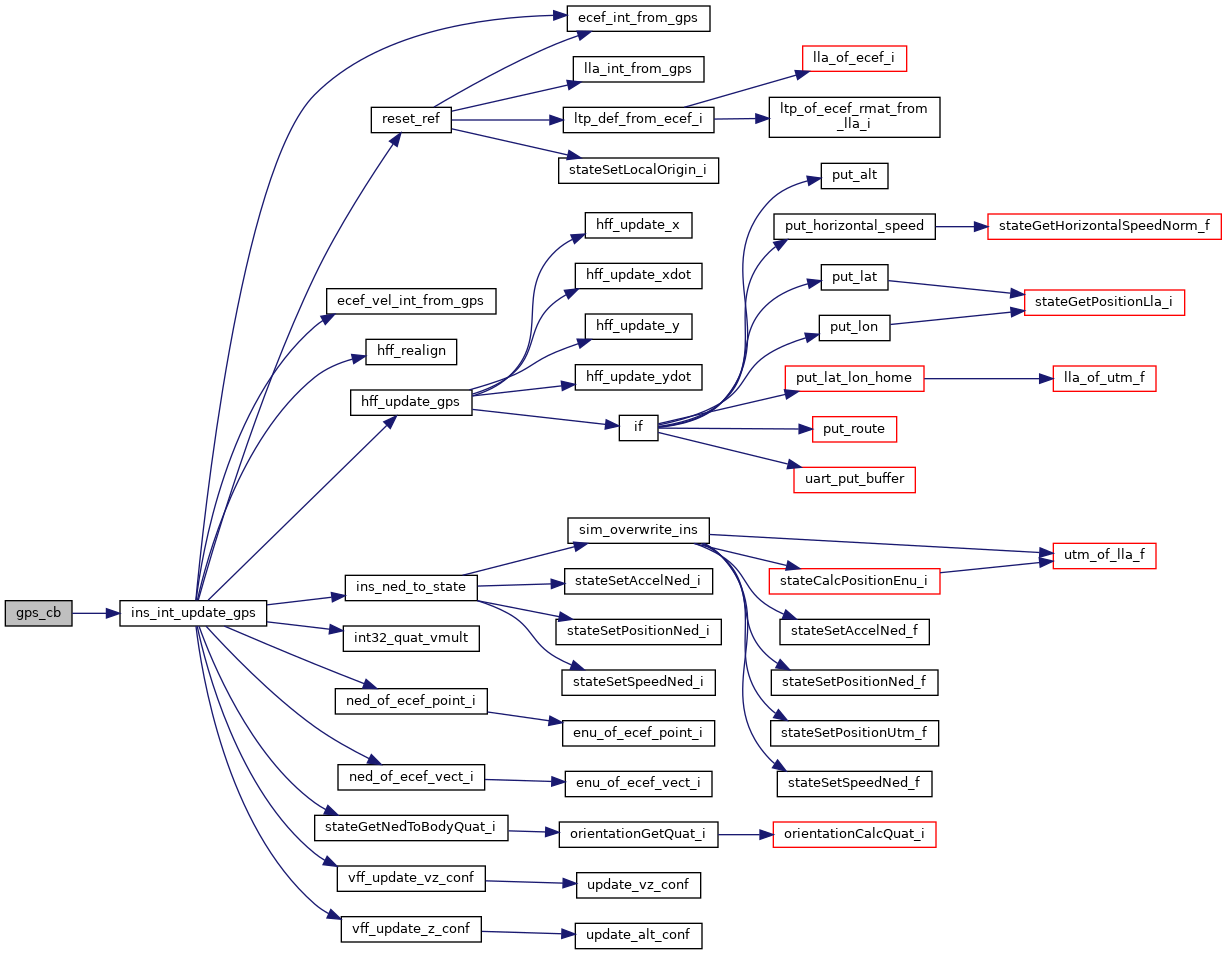 ecef_int_from_gps
lla_int_from_gps
lla_of_ecef_i
reset_ref
ltp_def_from_ecef_i
ltp_of_ecef_rmat_from
_lla_i
stateSetLocalOrigin_i
put_alt
hff_update_x
put_horizontal_speed
stateGetHorizontalSpeedNorm_f
hff_update_xdot
put_lat
ecef_vel_int_from_gps
stateGetPositionLla_i
hff_update_y
put_lon
hff_realign
hff_update_ydot
put_lat_lon_home
lla_of_utm_f
hff_update_gps
if
put_route
uart_put_buffer
sim_overwrite_ins
utm_of_lla_f
ins_ned_to_state
stateSetAccelNed_i
stateCalcPositionEnu_i
gps_cb
ins_int_update_gps
int32_quat_vmult
stateSetPositionNed_i
stateSetAccelNed_f
stateSetSpeedNed_i
stateSetPositionNed_f
ned_of_ecef_point_i
enu_of_ecef_point_i
stateSetPositionUtm_f
ned_of_ecef_vect_i
enu_of_ecef_vect_i
stateSetSpeedNed_f
stateGetNedToBodyQuat_i
orientationGetQuat_i
orientationCalcQuat_i
vff_update_vz_conf
update_vz_conf
vff_update_z_conf
update_alt_conf